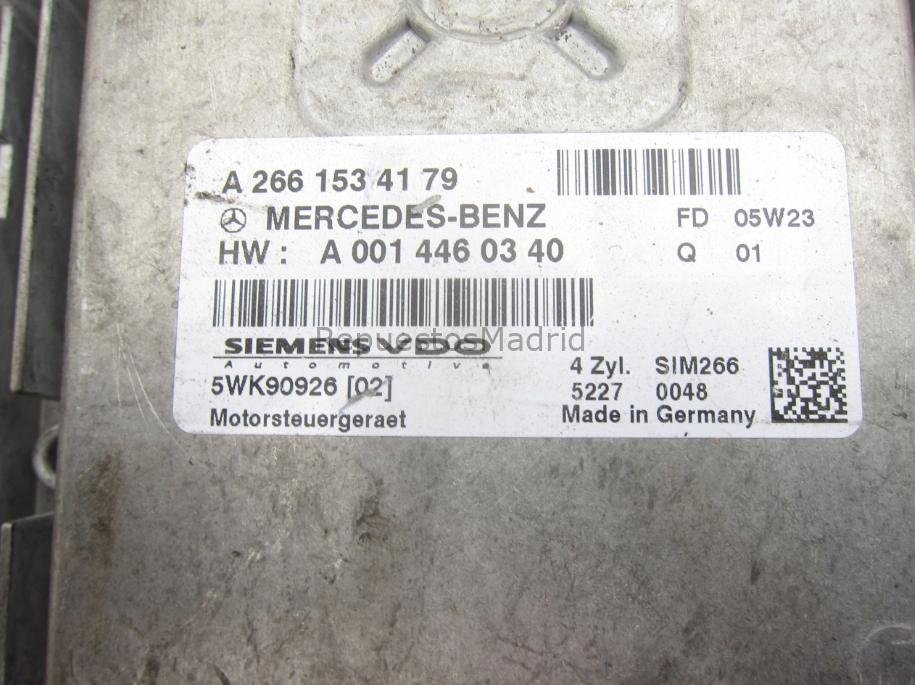 A 266 153 41 79
MERCEDES-BENZ FD 05W23
HW : A 001 446 03 40 Q 01
RepuestosMadrid
SIEMENS VDO
Automotive
4 Zyl. SIM266
5WK90926 [02] 5227 0048
Motorsteuergeraet Made in Germany